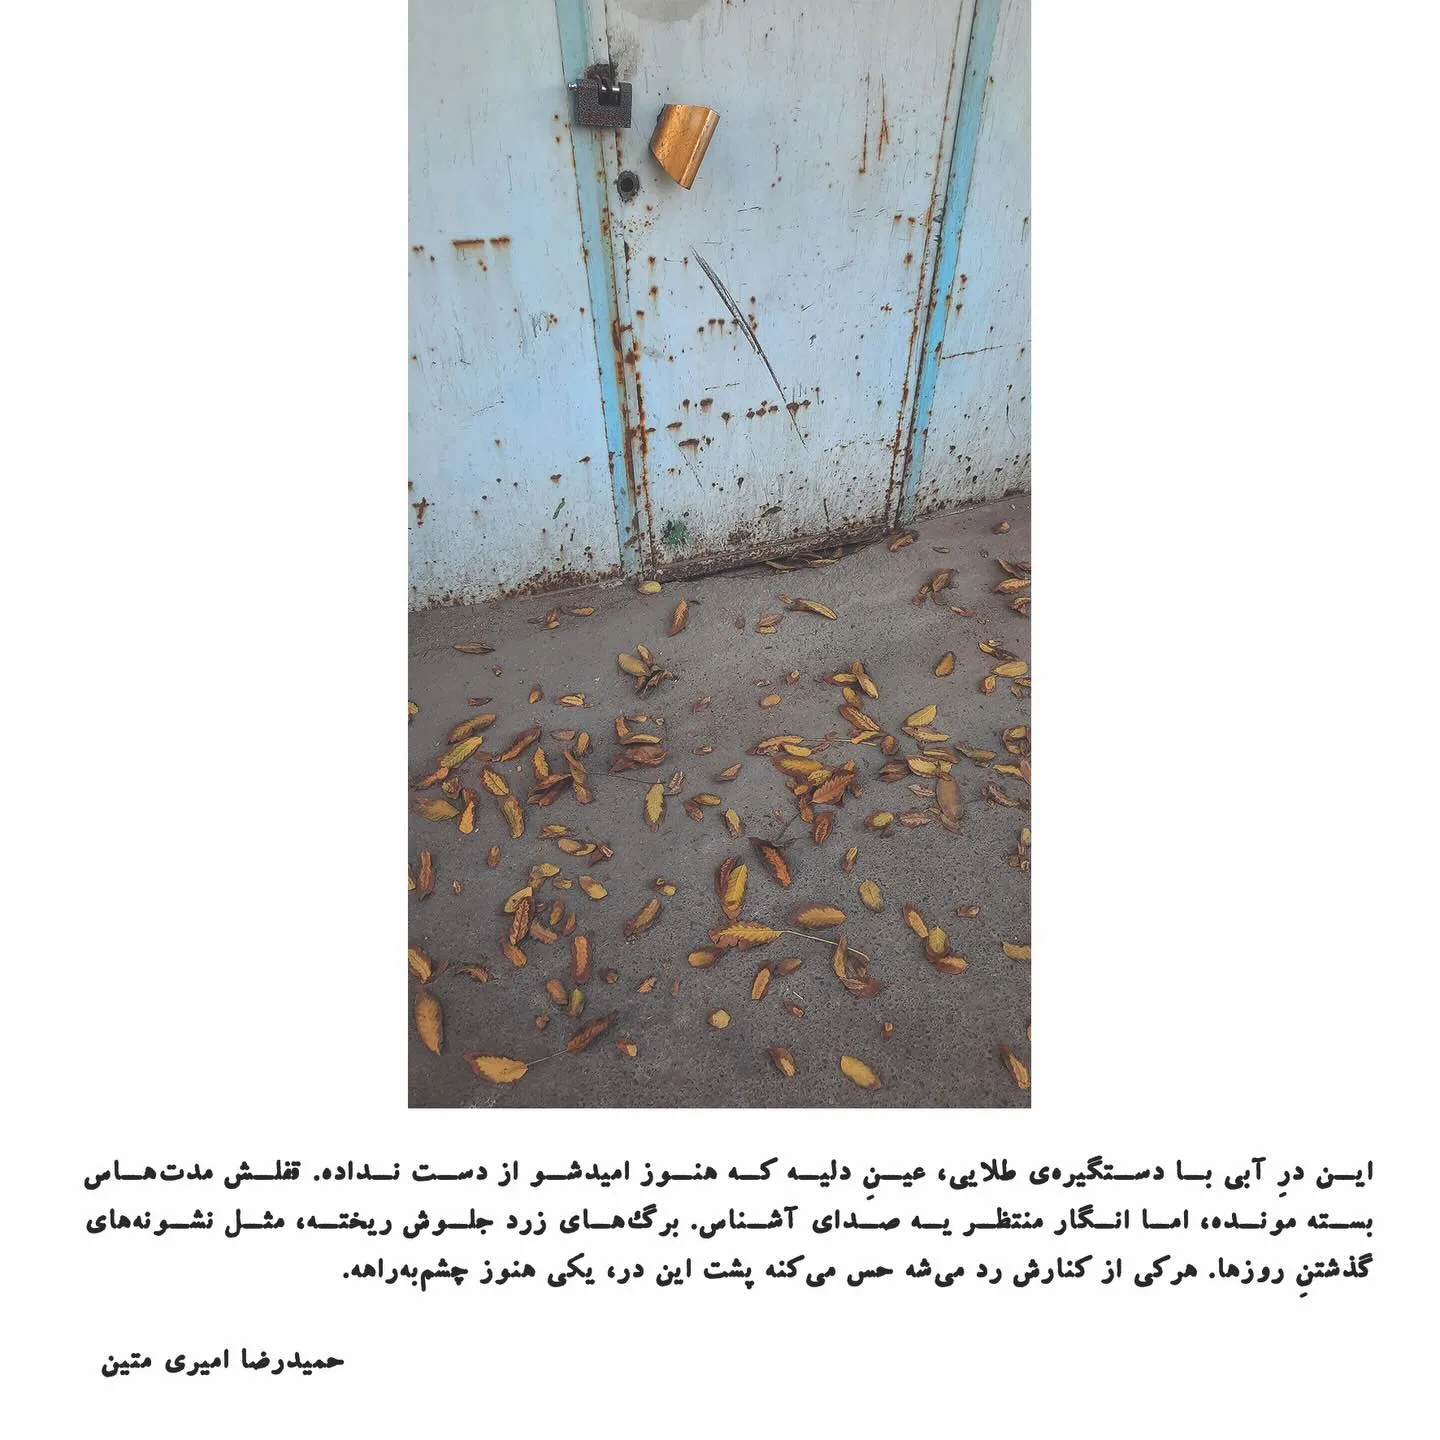 این درِ آبی با دستگیره‌ی طلایی، عینِ دلیه که هنوز امیدشو از دست نداده. قفلش مدت‌هاس
بسته مونده، اما انگار منتظر یه صدای آشناس. برگ‌های زرد جلوش ریخته، مثل نشونه‌های
گذشتنِ روزها. هرکی از کنارش رد می‌شه حس می‌کنه پشت این در، یکی هنوز چشم‌به‌راهه.
حمیدرضا امیری متین